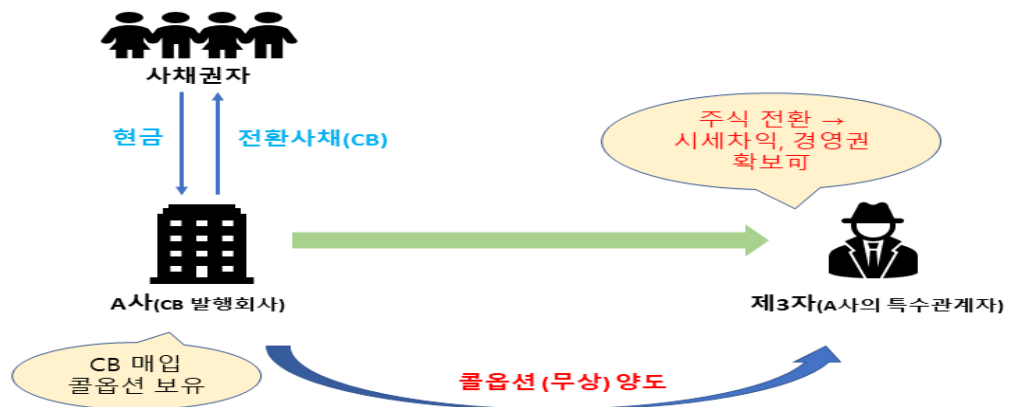 사채권자
현금
전환사채(CB)
주식 전환 →
시세차익, 경영권
확보可
A사(CB 발행회사)
제3자(A사의 특수관계자)
CB 매입
콜옵션 보유
콜옵션 (무상) 양도